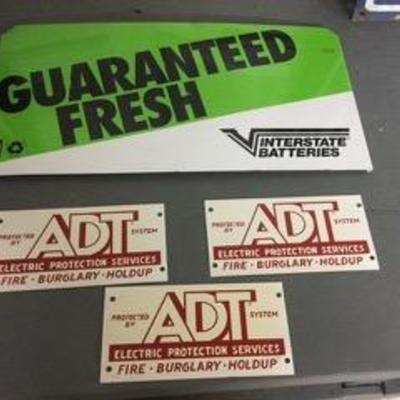 GUARANTEED
FRESH
INTERSTATE
BATTERIES
PROTECTED BY ADT SYSTEM
ELECTRIC PROTECTION SERVICES
FIRE · BURGLARY · HOLDUP
PROTECTED BY ADT SYSTEM
ELECTRIC PROTECTION SERVICES
FIRE · BURGLARY · HOLDUP
PROTECTED BY ADT SYSTEM
ELECTRIC PROTECTION SERVICES
FIRE · BURGLARY · HOLDUP